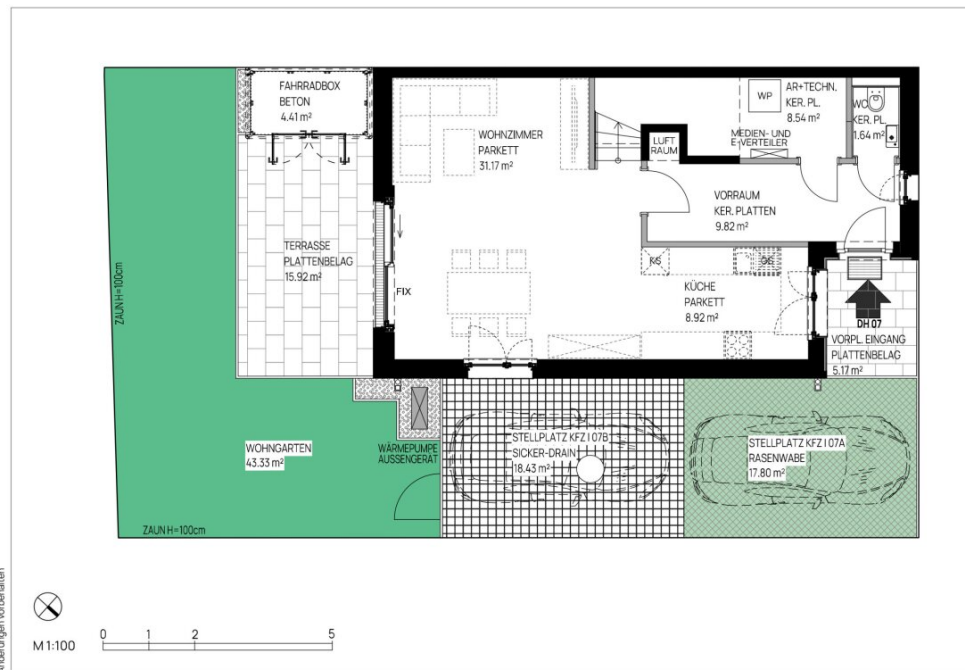 FAHRRADBOX
BETON
4.41 m²
WOHNZIMMER
PARKETT
31.17 m²
WP
AR+TECHN.
KER. PL.
8.54 m²
MEDIEN- UND
E-VERTEILER
WC
KER. PL.
1.64 m²
LUFT
RAUM
VORRAUM
KER. PLATTEN
9.82 m²
TERRASSE
PLATTENBELAG
15.92 m²
ZAUN H=100cm
FIX
KS
GS
KÜCHE
PARKETT
8.92 m²
DH 07
VORPL. EINGANG
PLATTENBELAG
5.17 m²
WOHNGARTEN
43.33 m²
WÄRMEPUMPE
AUSSENGERÄT
STELLPLATZ KFZ I 07B
SICKER-DRAIN
18.43 m²
STELLPLATZ KFZ I 07A
RASENWABE
17.80 m²
ZAUN H=100cm
Änderungen vorbehalten
M 1:100
0 1 2 5